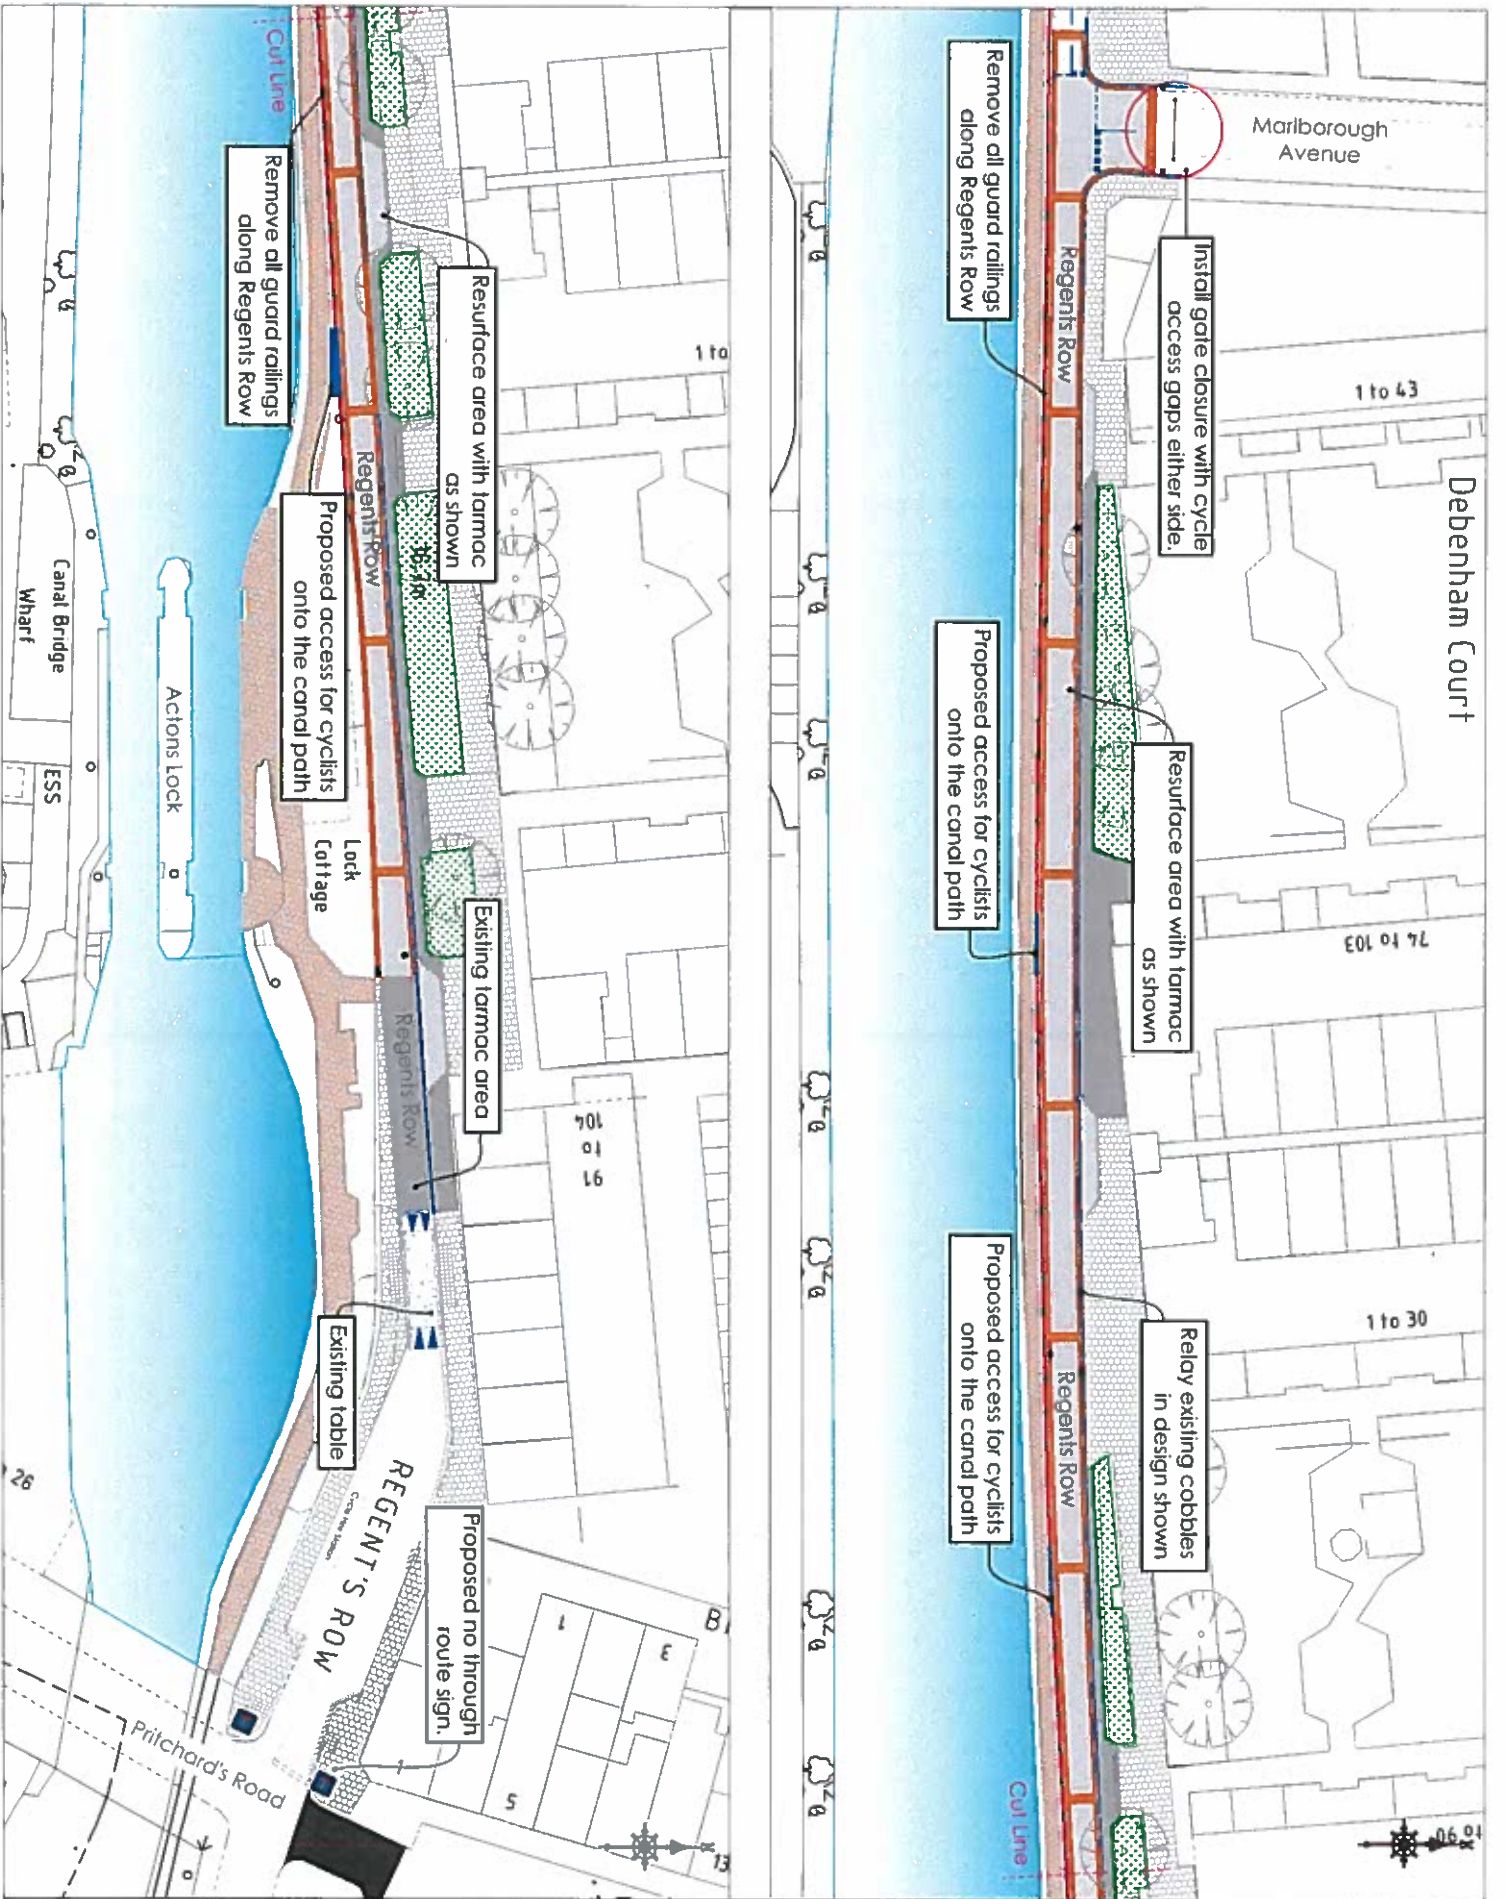 Marlborough
Avenue
Install gate closure with cycle
access gaps either side.
Debenham Court
1 to 43
Remove all guard railings
along Regents Row
Regents Row
Proposed access for cyclists
onto the canal path
Resurface area with tarmac
as shown
74 to 103
Relay existing cobbles
in design shown
1 to 30
Proposed access for cyclists
onto the canal path
Regents Row
Cut Line
to 90
Cut Line
Remove all guard railings
along Regents Row
Resurface area with tarmac
as shown
1 to
Regents Row
Proposed access for cyclists
onto the canal path
Canal Bridge
Wharf
ESS
Actons Lock
Lock
Cottage
Existing tarmac area
Regents Row
91
to
104
Existing table
REGENT'S ROW
Cycle Hire Station
Proposed no through
route sign.
Pritchard's Road
26
1
3
5
1
13